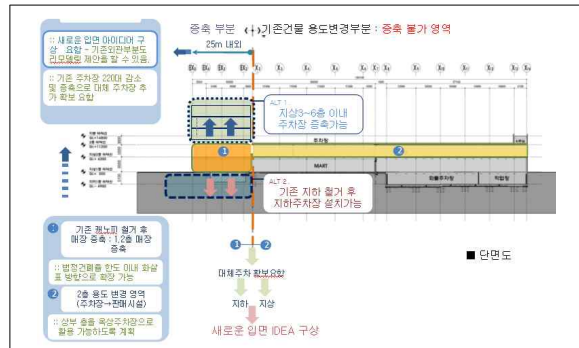 증축 부분
기존건물 용도변경부분 : 증축 불가 영역
25m 내외
:: 새로운 입면 아이디어 구
상 요함 - 기존외관부분도
리모델링 제안을 할 수 있음.
:: 기존 주차장 220대 감소
및 증축으로 대체 주차장 추
가 확보 요함
ALT 1.
지상3~6층 이내
주차장 증축가능
주차장
1
2
MART
ALT 2.
기존 지하 철거 후
지하주차장 설치가능
1
기존 캐노피 철거 후
매장 증축 : 1,2층 매장
증축
:: 법정건폐율 한도 이내 화살
표 방향으로 확장 가능
2
2층 용도 변경 영역
(주차장→판매시설)
:: 상부 층을 옥상주차장으로
활용 가능하도록 계획
1
2
대체주차 확보요함
지하
지상
새로운 입면 IDEA 구상
■ 단면도